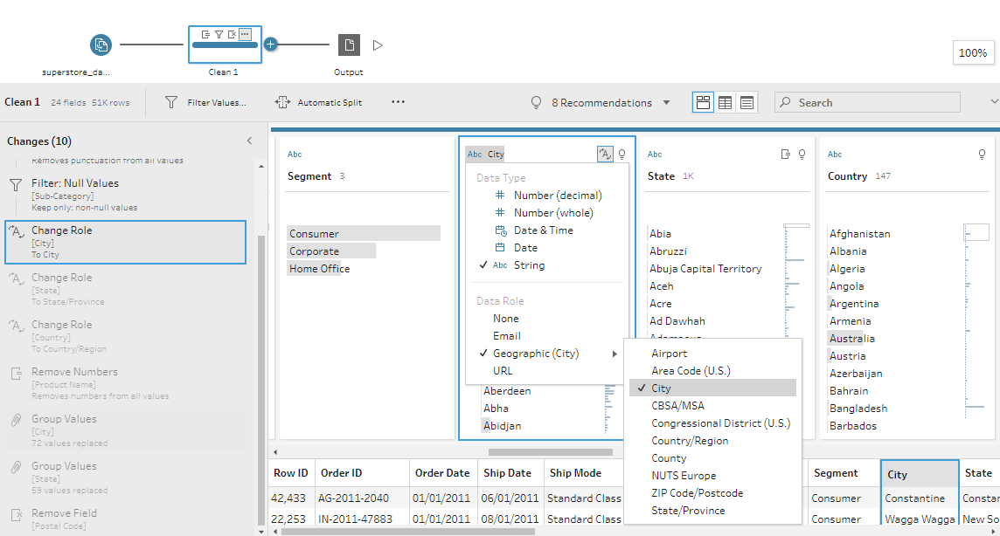 superstore_da...
Clean 1
Output
100%
Clean 1 24 fields 51K rows
Filter Values...
Automatic Split
8 Recommendations
Search
Changes (10)
Removes punctuation from all values
Filter: Null Values
[Sub-Category]
Keep only: non-null values
Change Role
[City]
To City
Change Role
[State]
To State/Province
Change Role
[Country]
To Country/Region
Remove Numbers
[Product Name]
Removes numbers from all values
Group Values
[City]
72 values replaced
Group Values
[State]
59 values replaced
Remove Field
[Postal Code]
Abc
Segment 3
Consumer
Corporate
Home Office
Abc City
Data Type
Number (decimal)
Number (whole)
Date & Time
Date
Abc String
Data Role
None
Email
Geographic (City)
URL
Aberdeen
Abha
Abidjan
Airport
Area Code (U.S.)
City
CBSA/MSA
Congressional District (U.S.)
Country/Region
County
NUTS Europe
ZIP Code/Postcode
State/Province
Abc
State 1K
Abia
Abruzzi
Abuja Capital Territory
Aceh
Acre
Ad Dawhah
Abc
Country 147
Afghanistan
Albania
Algeria
Angola
Argentina
Armenia
Australia
Austria
Azerbaijan
Bahrain
Bangladesh
Barbados
Row ID Order ID Order Date Ship Date Ship Mode Segment City State
42,433 AG-2011-2040 01/01/2011 06/01/2011 Standard Class Consumer Constantine Constan
22,253 IN-2011-47883 01/01/2011 08/01/2011 Standard Class Consumer Wagga Wagga New So